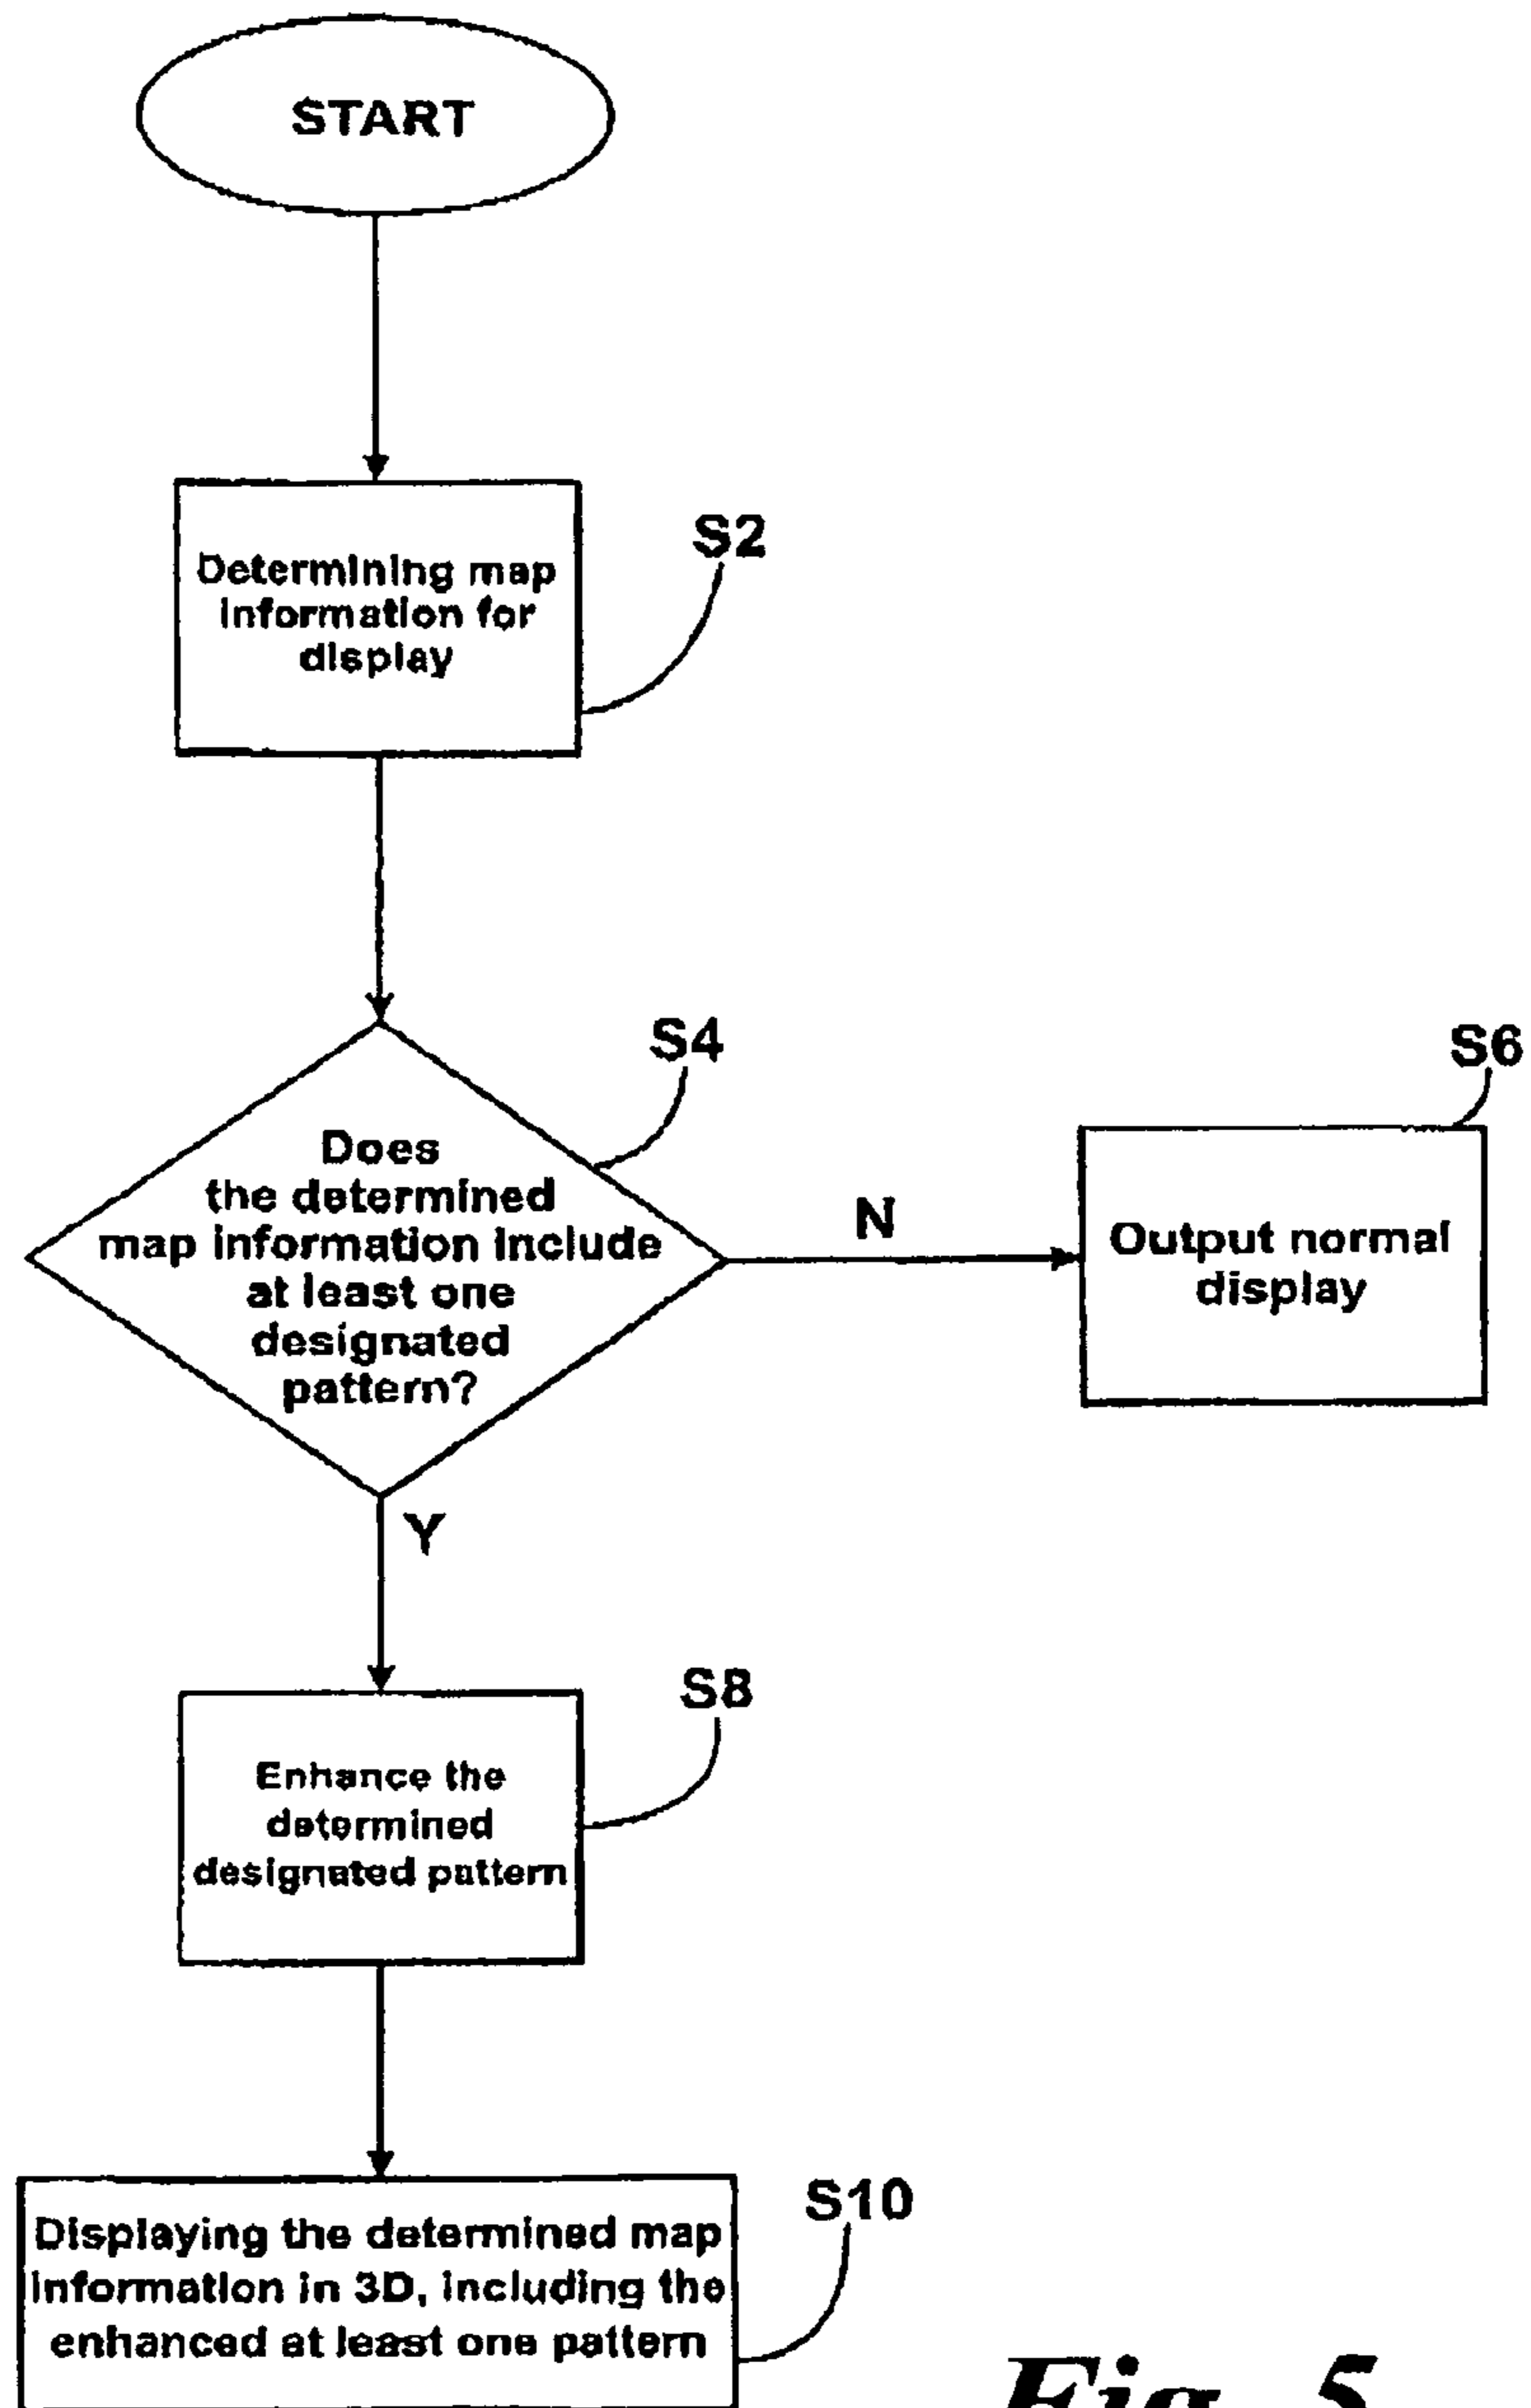 START
Determining map
information for
display
S2
S4
Does
the determined
map information include
at least one
designated
pattern?
N
S6
Output normal
display
Y
S8
Enhance the
determined
designated pattern
S10
Displaying the determined map
information in 3D, including the
enhanced at least one pattern
Fig. 5